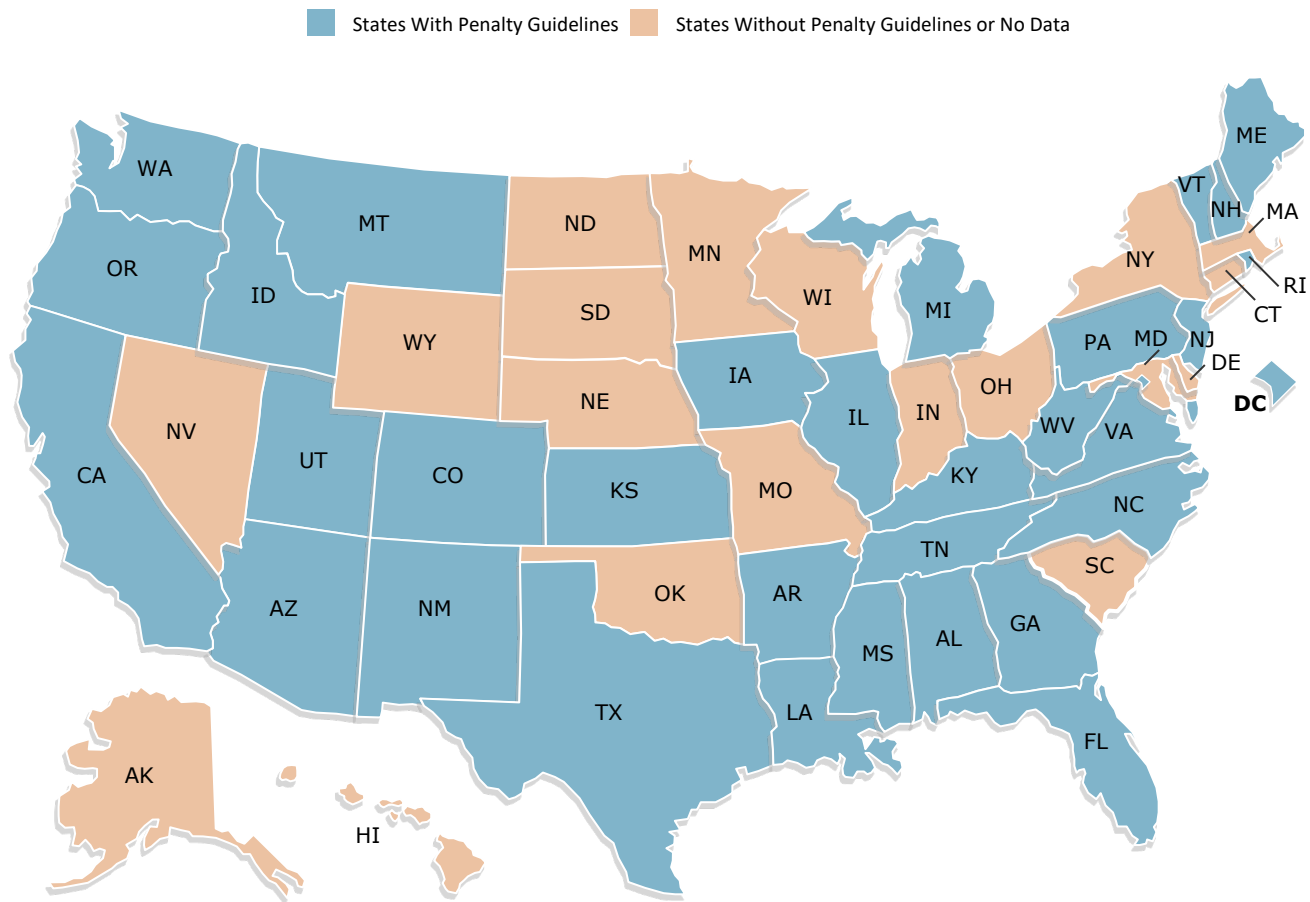 States With Penalty Guidelines States Without Penalty Guidelines or No Data
ME
WA
VT
NH
MA
MT
ND
OR
MN
NY
ID
RI
WI
SD
MI
CT
WY
PA
MD
NJ
DE
IA
OH
NE
DC
IN
IL
NV
WV
VA
UT
CO
CA
KY
KS
MO
NC
TN
SC
AZ
NM
OK
AR
GA
AL
MS
TX
LA
FL
AK
HI